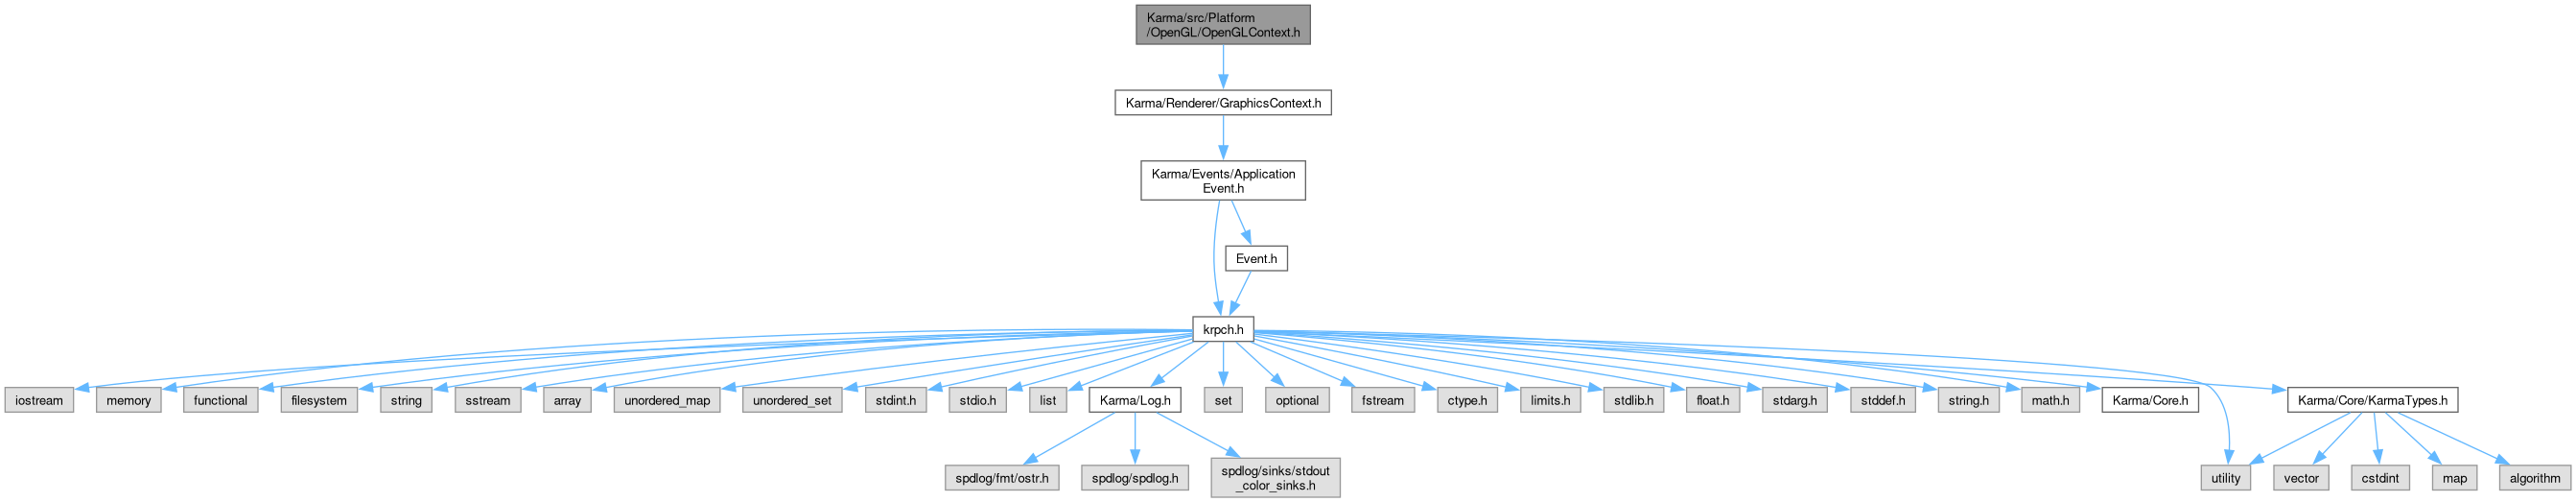 Karma/src/Platform
/OpenGL/OpenGLContext.h
Karma/Renderer/GraphicsContext.h
Karma/Events/Application
Event.h
Event.h
krpch.h
iostream
memory
functional
filesystem
string
sstream
array
unordered_map
unordered_set
stdint.h
stdio.h
list
Karma/Log.h
set
optional
fstream
ctype.h
limits.h
stdlib.h
float.h
stdarg.h
stddef.h
string.h
math.h
Karma/Core.h
Karma/Core/KarmaTypes.h
spdlog/fmt/ostr.h
spdlog/spdlog.h
spdlog/sinks/stdout
_color_sinks.h
utility
vector
cstdint
map
algorithm